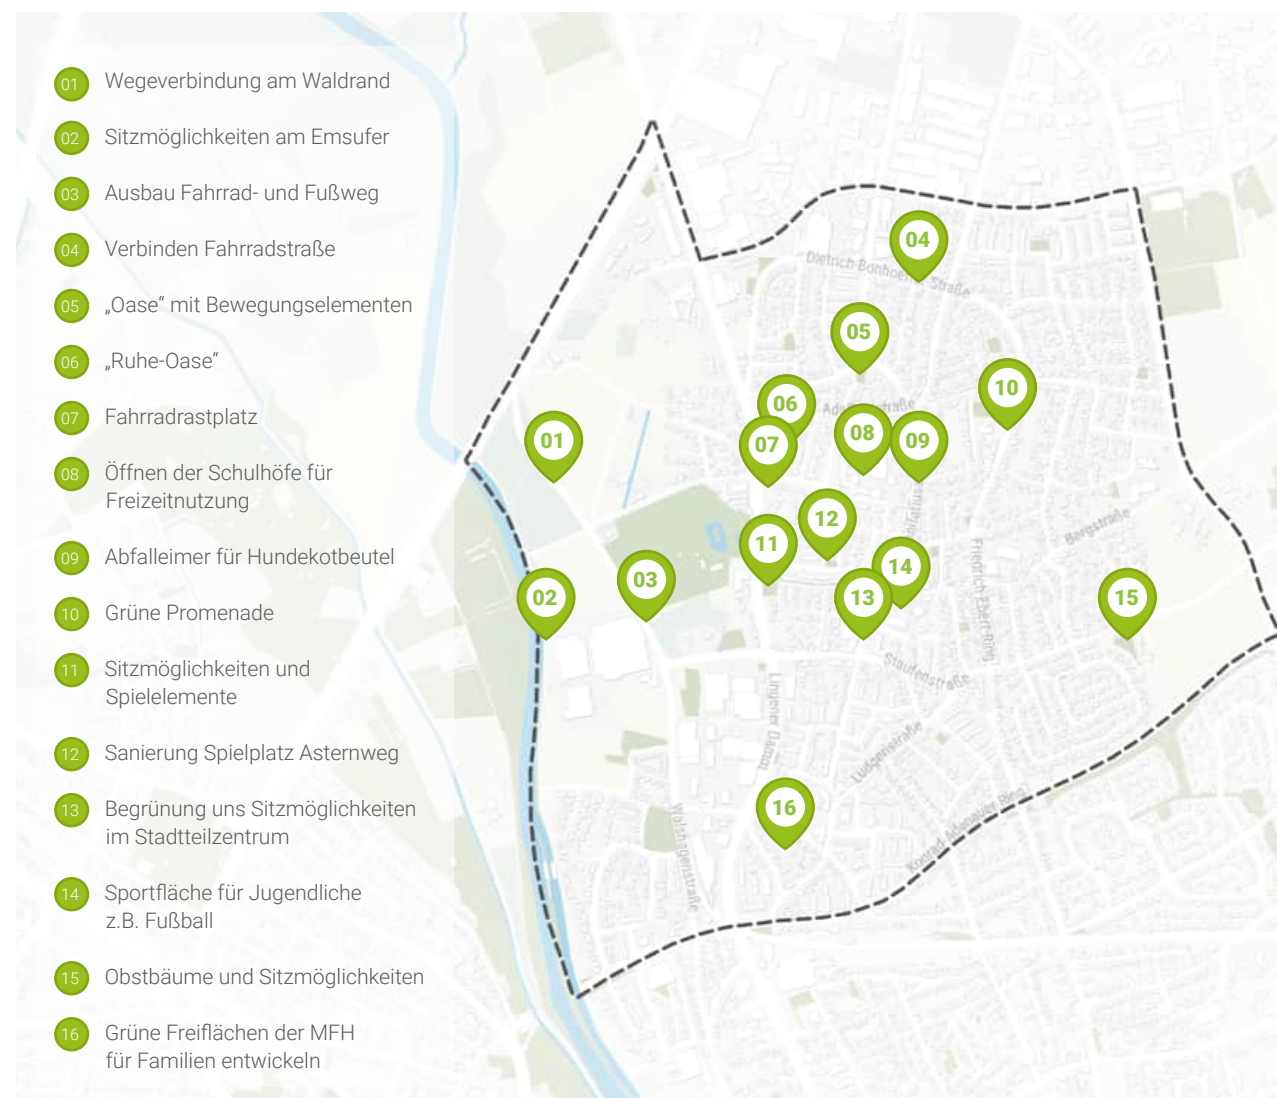 01 Wegeverbindung am Waldrand
02 Sitzmöglichkeiten am Emsufer
03 Ausbau Fahrrad- und Fußweg
04 Verbinden Fahrradstraße
05 „Oase“ mit Bewegungselementen
06 „Ruhe-Oase“
07 Fahrradrastplatz
08 Öffnen der Schulhöfe für
Freizeitnutzung
09 Abfalleimer für Hundekotbeutel
10 Grüne Promenade
11 Sitzmöglichkeiten und
Spielelemente
12 Sanierung Spielplatz Asternweg
13 Begrünung uns Sitzmöglichkeiten
im Stadtteilzentrum
14 Sportfläche für Jugendliche
z.B. Fußball
15 Obstbäume und Sitzmöglichkeiten
16 Grüne Freiflächen der MFH
für Familien entwickeln
04
Dietrich Bonhoe Straße
05
10
06
08
09
07
01
12
11
Bergstraße
14
03
13
02
15
Friedrich-Ebert-Ring
Staufenstraße
Lingener Damm
Ludgeristraße
16
Walshagenstraße
Konrad Adenauer Ring